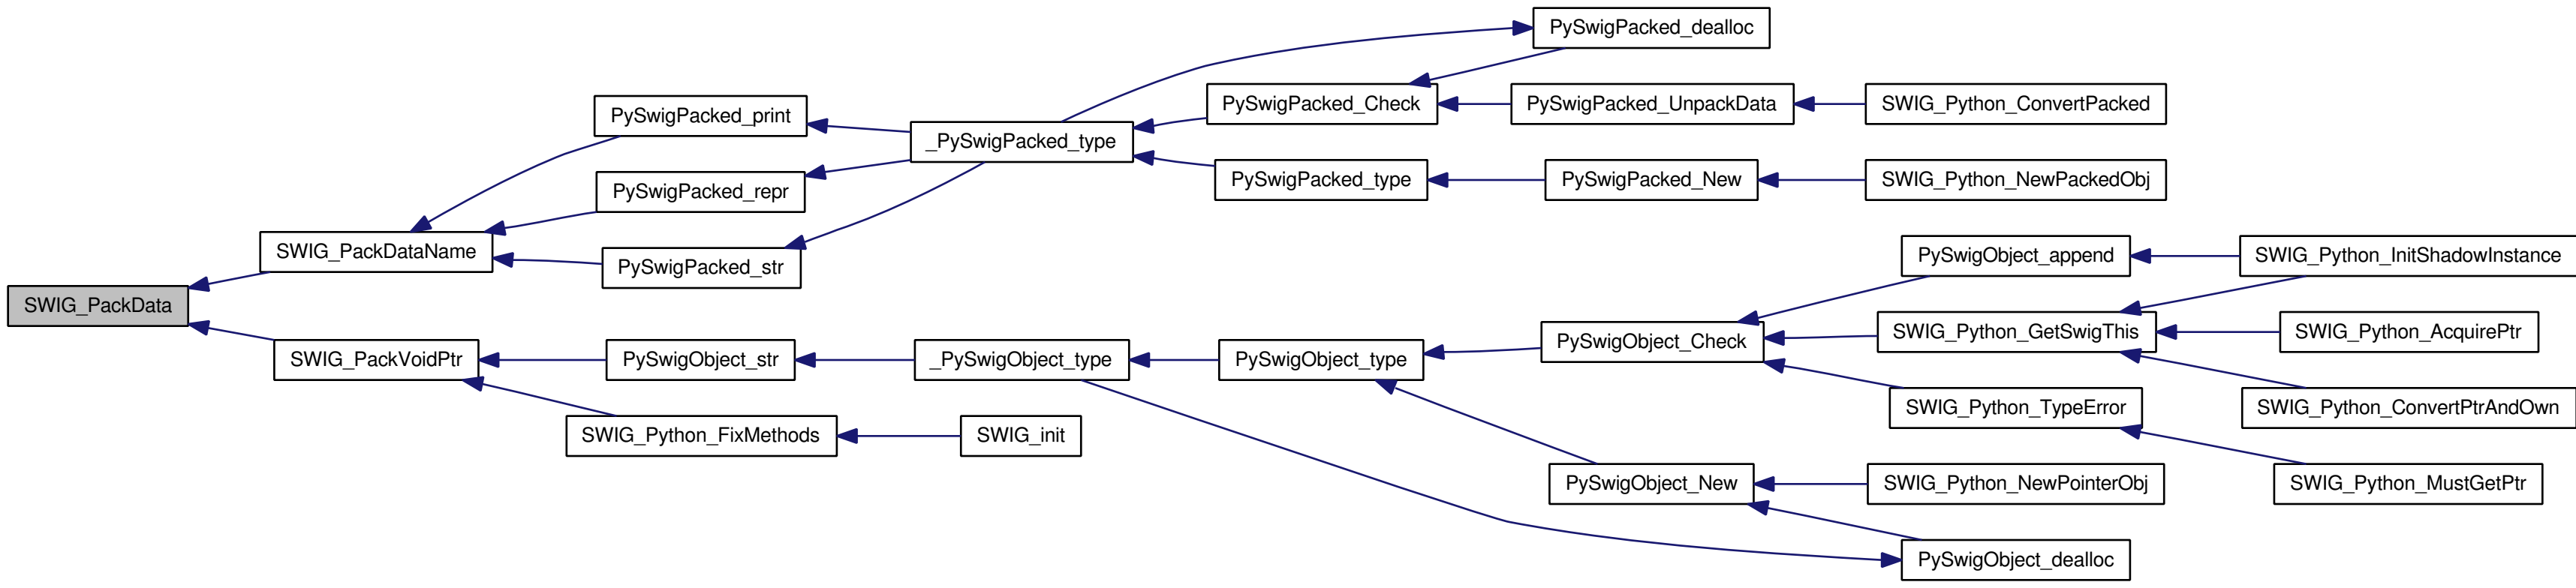 PySwigPacked_dealloc
PySwigPacked_print
PySwigPacked_Check
PySwigPacked_UnpackData
SWIG_Python_ConvertPacked
_PySwigPacked_type
PySwigPacked_repr
PySwigPacked_type
PySwigPacked_New
SWIG_Python_NewPackedObj
SWIG_PackDataName
PySwigPacked_str
PySwigObject_append
SWIG_Python_InitShadowInstance
SWIG_PackData
SWIG_Python_GetSwigThis
SWIG_Python_AcquirePtr
PySwigObject_Check
SWIG_PackVoidPtr
PySwigObject_str
_PySwigObject_type
PySwigObject_type
SWIG_Python_TypeError
SWIG_Python_ConvertPtrAndOwn
SWIG_Python_FixMethods
SWIG_init
PySwigObject_New
SWIG_Python_NewPointerObj
SWIG_Python_MustGetPtr
PySwigObject_dealloc